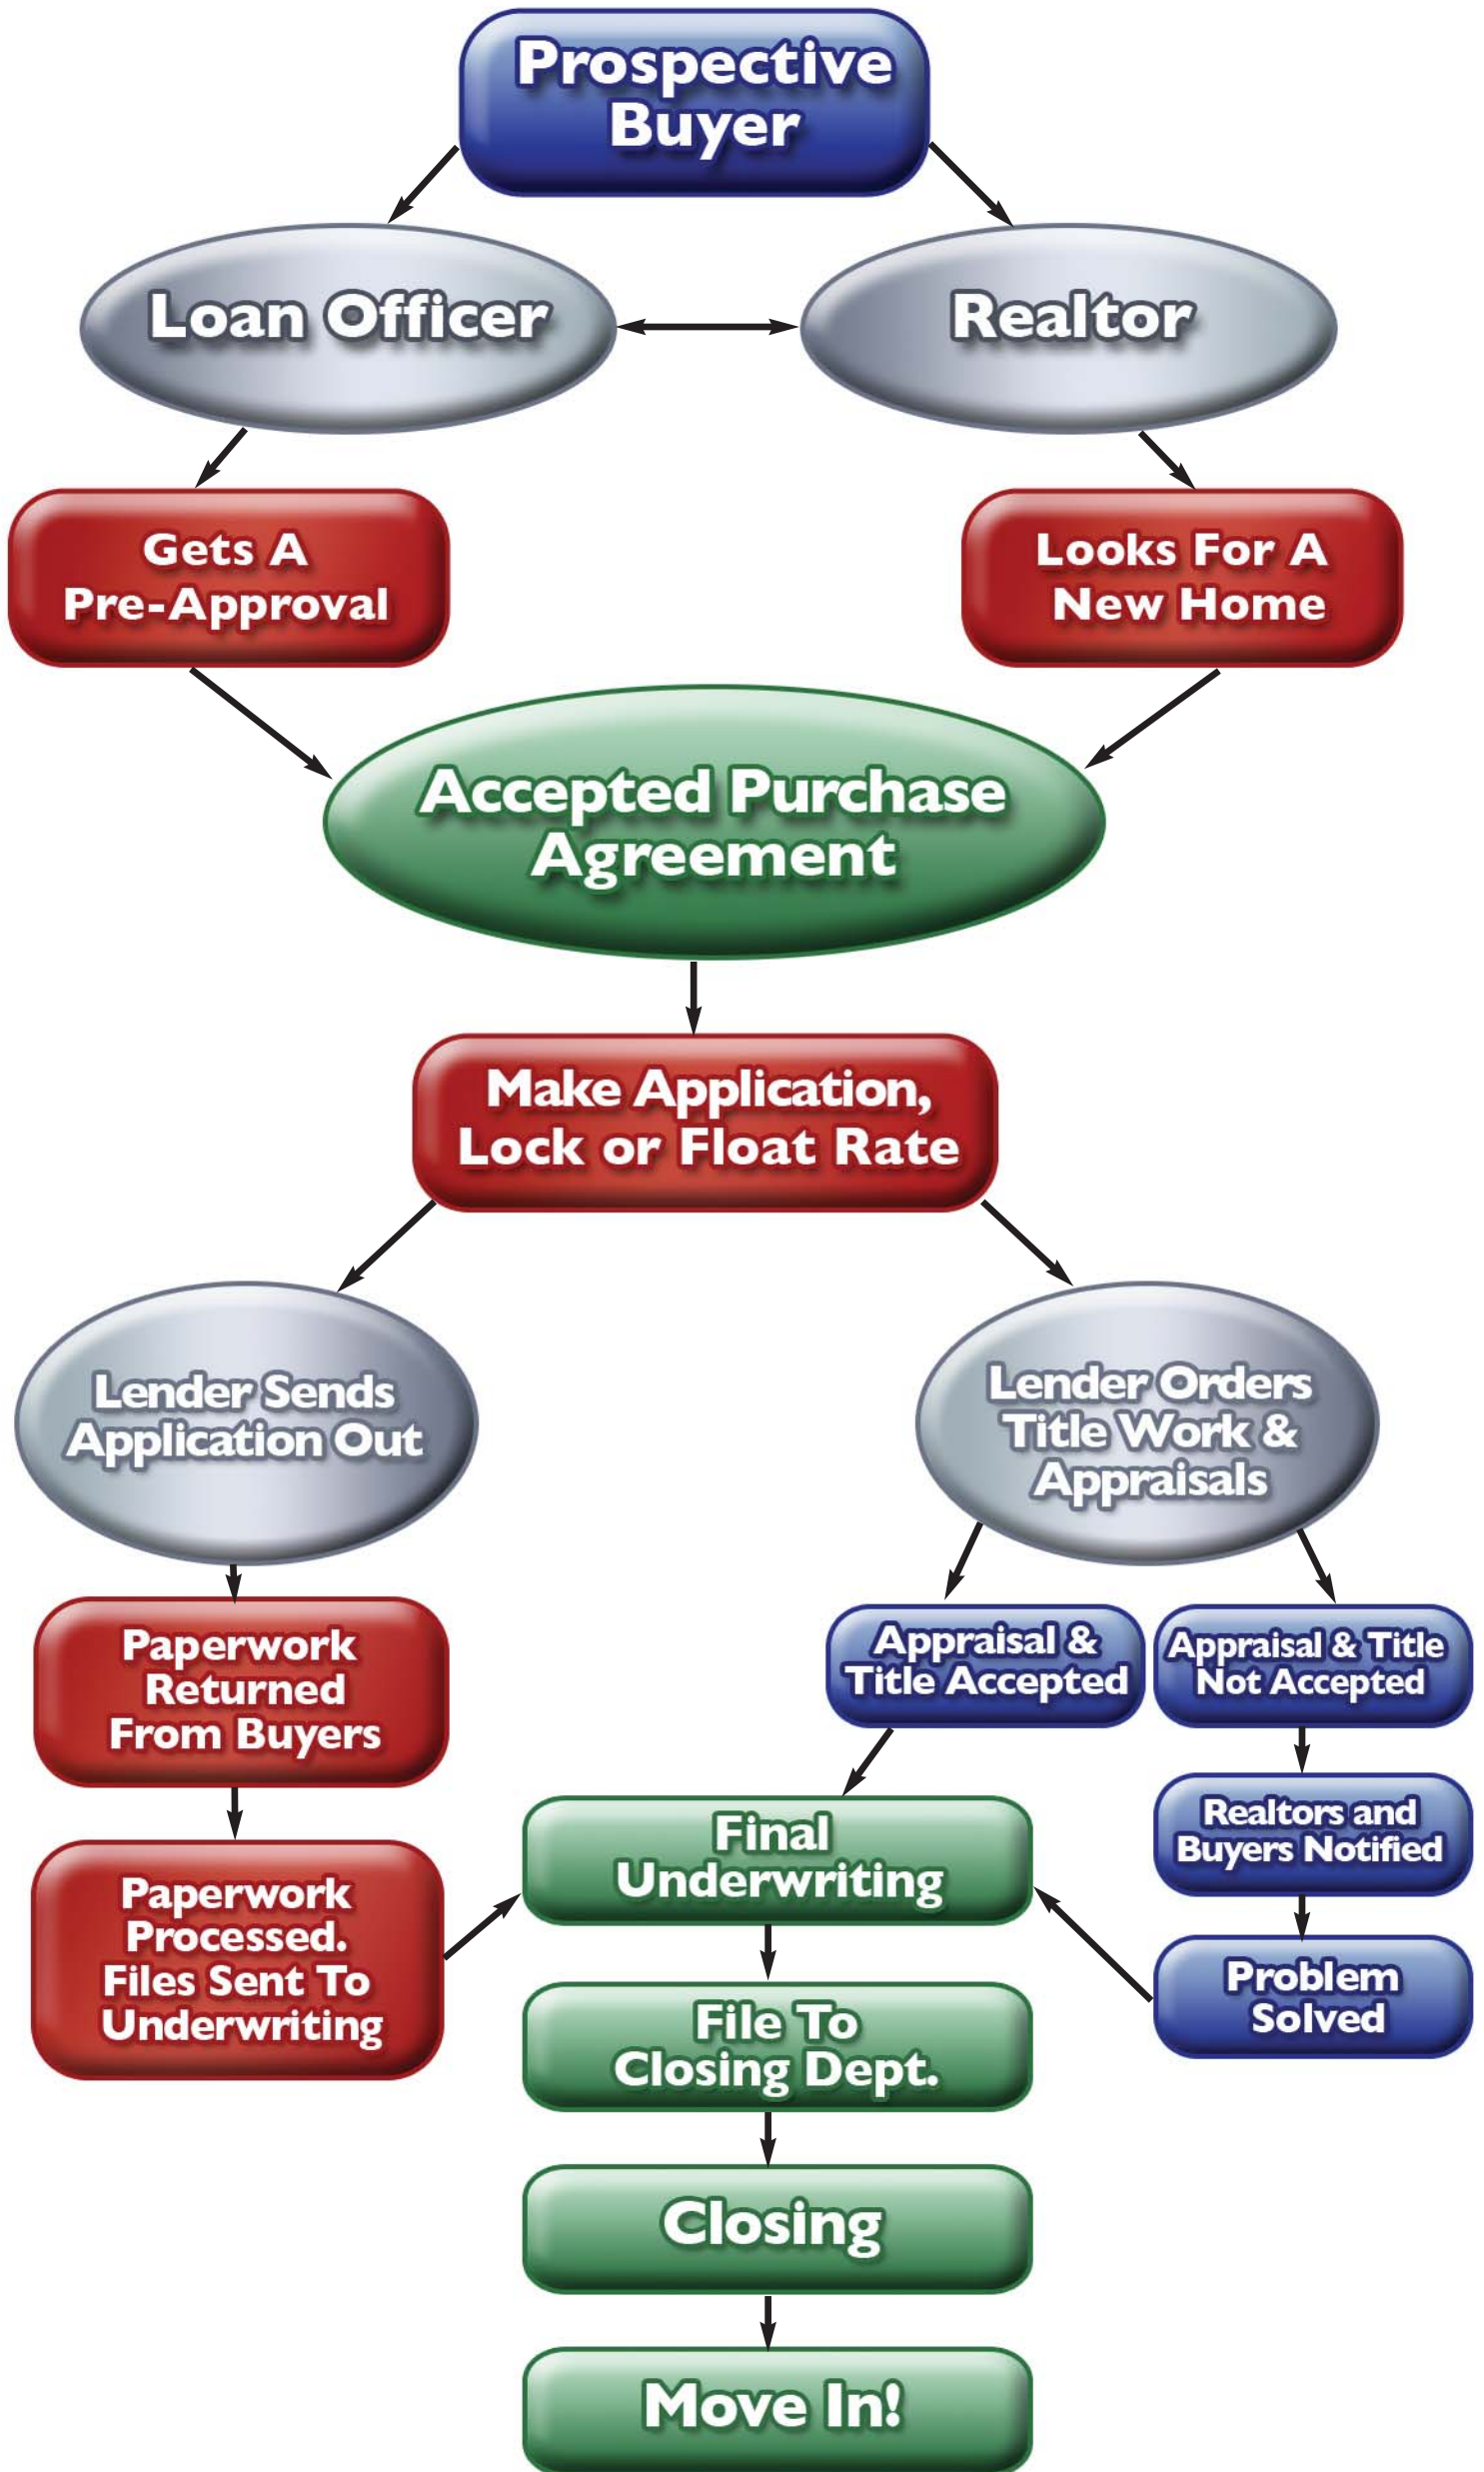 Prospective
Buyer
Loan Officer
Realtor
Gets A
Pre-Approval
Looks For A
New Home
Accepted Purchase
Agreement
Make Application,
Lock or Float Rate
Lender Sends
Application Out
Lender Orders
Title Work &
Appraisals
Paperwork
Returned
From Buyers
Appraisal &
Title Accepted
Appraisal & Title
Not Accepted
Realtors and
Buyers Notified
Final
Underwriting
Paperwork
Processed.
Files Sent To
Underwriting
Problem
Solved
File To
Closing Dept.
Closing
Move In!